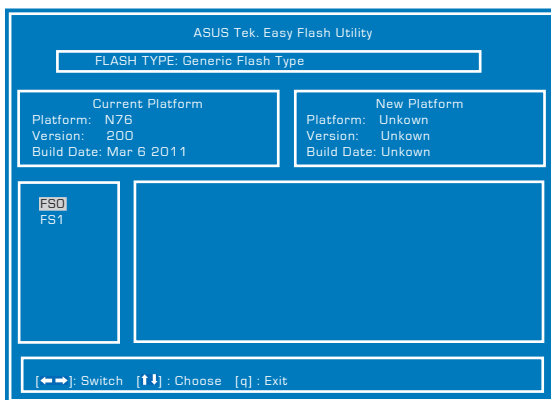 ASUS Tek. Easy Flash Utility
FLASH TYPE: Generic Flash Type
Current Platform
Platform: N76
Version: 200
Build Date: Mar 6 2011
New Platform
Platform: Unkown
Version: Unkown
Build Date: Unkown
FS0
FS1
[←→]: Switch [↑↓] : Choose [q] : Exit